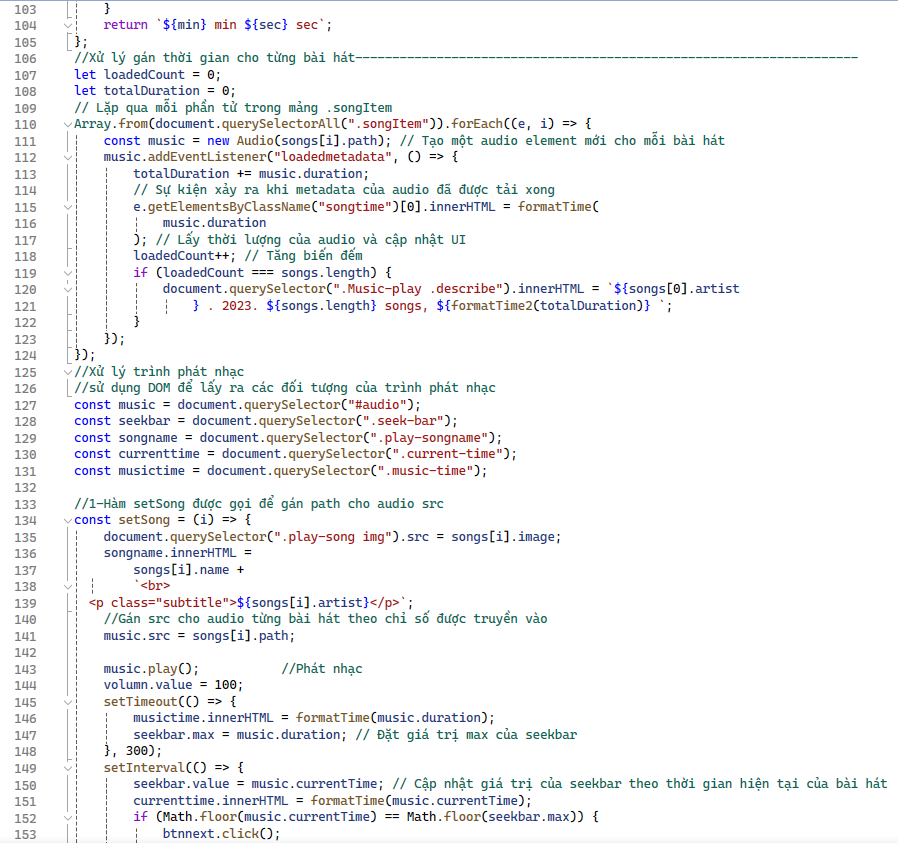 103 }
104 return `${min} min ${sec} sec`;
105 };
106 //Xử lý gán thời gian cho từng bài hát--------------------------------------------------------------------
107 let loadedCount = 0;
108 let totalDuration = 0;
109 // Lặp qua mỗi phần tử trong mảng .songItem
110 Array.from(document.querySelectorAll(".songItem")).forEach((e, i) => {
111 const music = new Audio(songs[i].path); // Tạo một audio element mới cho mỗi bài hát
112 music.addEventListener("loadedmetadata", () => {
113 totalDuration += music.duration;
114 // Sự kiện xảy ra khi metadata của audio đã được tải xong
115 e.getElementsByClassName("songtime")[0].innerHTML = formatTime(
116 music.duration
117 ); // Lấy thời lượng của audio và cập nhật UI
118 loadedCount++; // Tăng biến đếm
119 if (loadedCount === songs.length) {
120 document.querySelector(".Music-play .describe").innerHTML = `${songs[0].artist
121 } . 2023. ${songs.length} songs, ${formatTime2(totalDuration)} `;
122 }
123 });
124 });
125 //Xử lý trình phát nhạc
126 //sử dụng DOM để lấy ra các đối tượng của trình phát nhạc
127 const music = document.querySelector("#audio");
128 const seekbar = document.querySelector(".seek-bar");
129 const songname = document.querySelector(".play-songname");
130 const currenttime = document.querySelector(".current-time");
131 const musictime = document.querySelector(".music-time");
132
133 //1-Hàm setSong được gọi để gán path cho audio src
134 const setSong = (i) => {
135 document.querySelector(".play-song img").src = songs[i].image;
136 songname.innerHTML =
137 songs[i].name +
138 `<br>
139 <p class="subtitle">${songs[i].artist}</p>`;
140 //Gán src cho audio từng bài hát theo chỉ số được truyền vào
141 music.src = songs[i].path;
142
143 music.play(); //Phát nhạc
144 volumn.value = 100;
145 setTimeout(() => {
146 musictime.innerHTML = formatTime(music.duration);
147 seekbar.max = music.duration; // Đặt giá trị max của seekbar
148 }, 300);
149 setInterval(() => {
150 seekbar.value = music.currentTime; // Cập nhật giá trị của seekbar theo thời gian hiện tại của bài hát
151 currenttime.innerHTML = formatTime(music.currentTime);
152 if (Math.floor(music.currentTime) == Math.floor(seekbar.max)) {
153 btnnext.click();